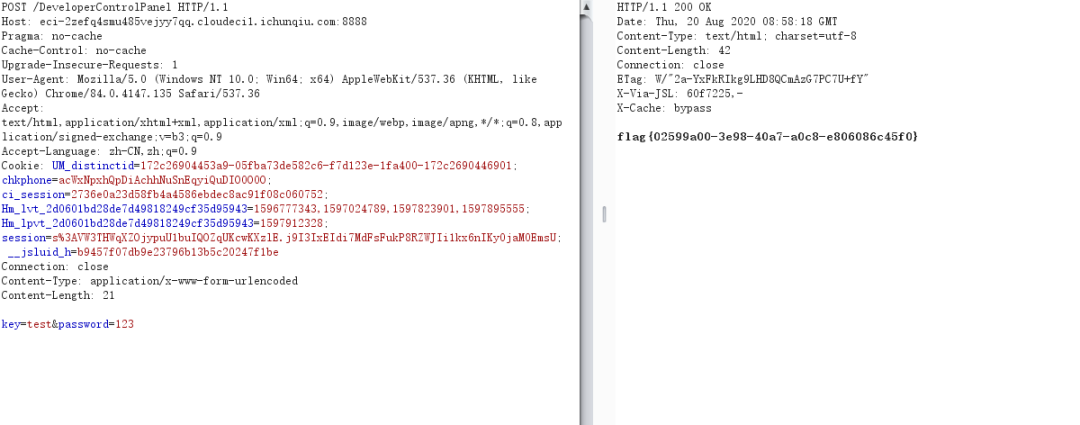 POST /DeveloperControlPanel HTTP/1.1
Host: eci-2zefq4smu485vejyy7qq.cloudeci1.ichunqiu.com:8888
Pragma: no-cache
Cache-Control: no-cache
Upgrade-Insecure-Requests: 1
User-Agent: Mozilla/5.0 (Windows NT 10.0; Win64; x64) AppleWebKit/537.36 (KHTML, like
Gecko) Chrome/84.0.4147.135 Safari/537.36
Accept:
text/html,application/xhtml+xml,application/xml;q=0.9,image/webp,image/apng,*/*;q=0.8,app
lication/signed-exchange;v=b3;q=0.9
Accept-Language: zh-CN,zh;q=0.9
Cookie: UM_distinctid=172c26904453a9-05fba73de582c6-f7d123e-1fa400-172c2690446901;
chkphone=acWxNpxhQpDiAchhNuSnEqyiQuDIO0O0O;
ci_session=2736e0a23d58fb4a4586ebdec8ac91f08c060752;
Hm_lvt_2d0601bd28de7d49818249cf35d95943=1596777343,1597024789,1597823901,1597895555;
Hm_lpvt_2d0601bd28de7d49818249cf35d95943=1597912328;
session=s%3AVW3THWqXZOjypuU1buIQOZqUKcwKXzlE.j9I3IxEIdi7MdFsFukP8RZWJIi1kx6nIKy0jaM0EmsU;
__jsluid_h=b9457f07db9e23796b13b5c20247f1be
Connection: close
Content-Type: application/x-www-form-urlencoded
Content-Length: 21
key=test&password=123
HTTP/1.1 200 OK
Date: Thu, 20 Aug 2020 08:58:18 GMT
Content-Type: text/html; charset=utf-8
Content-Length: 42
Connection: close
ETag: W/"2a-YxFkRIkg9LHD8QCmAzG7PC7U+fY"
X-Via-JSL: 60f7225,-
X-Cache: bypass
flag{02599a00-3e98-40a7-a0c8-e806086c45f0}